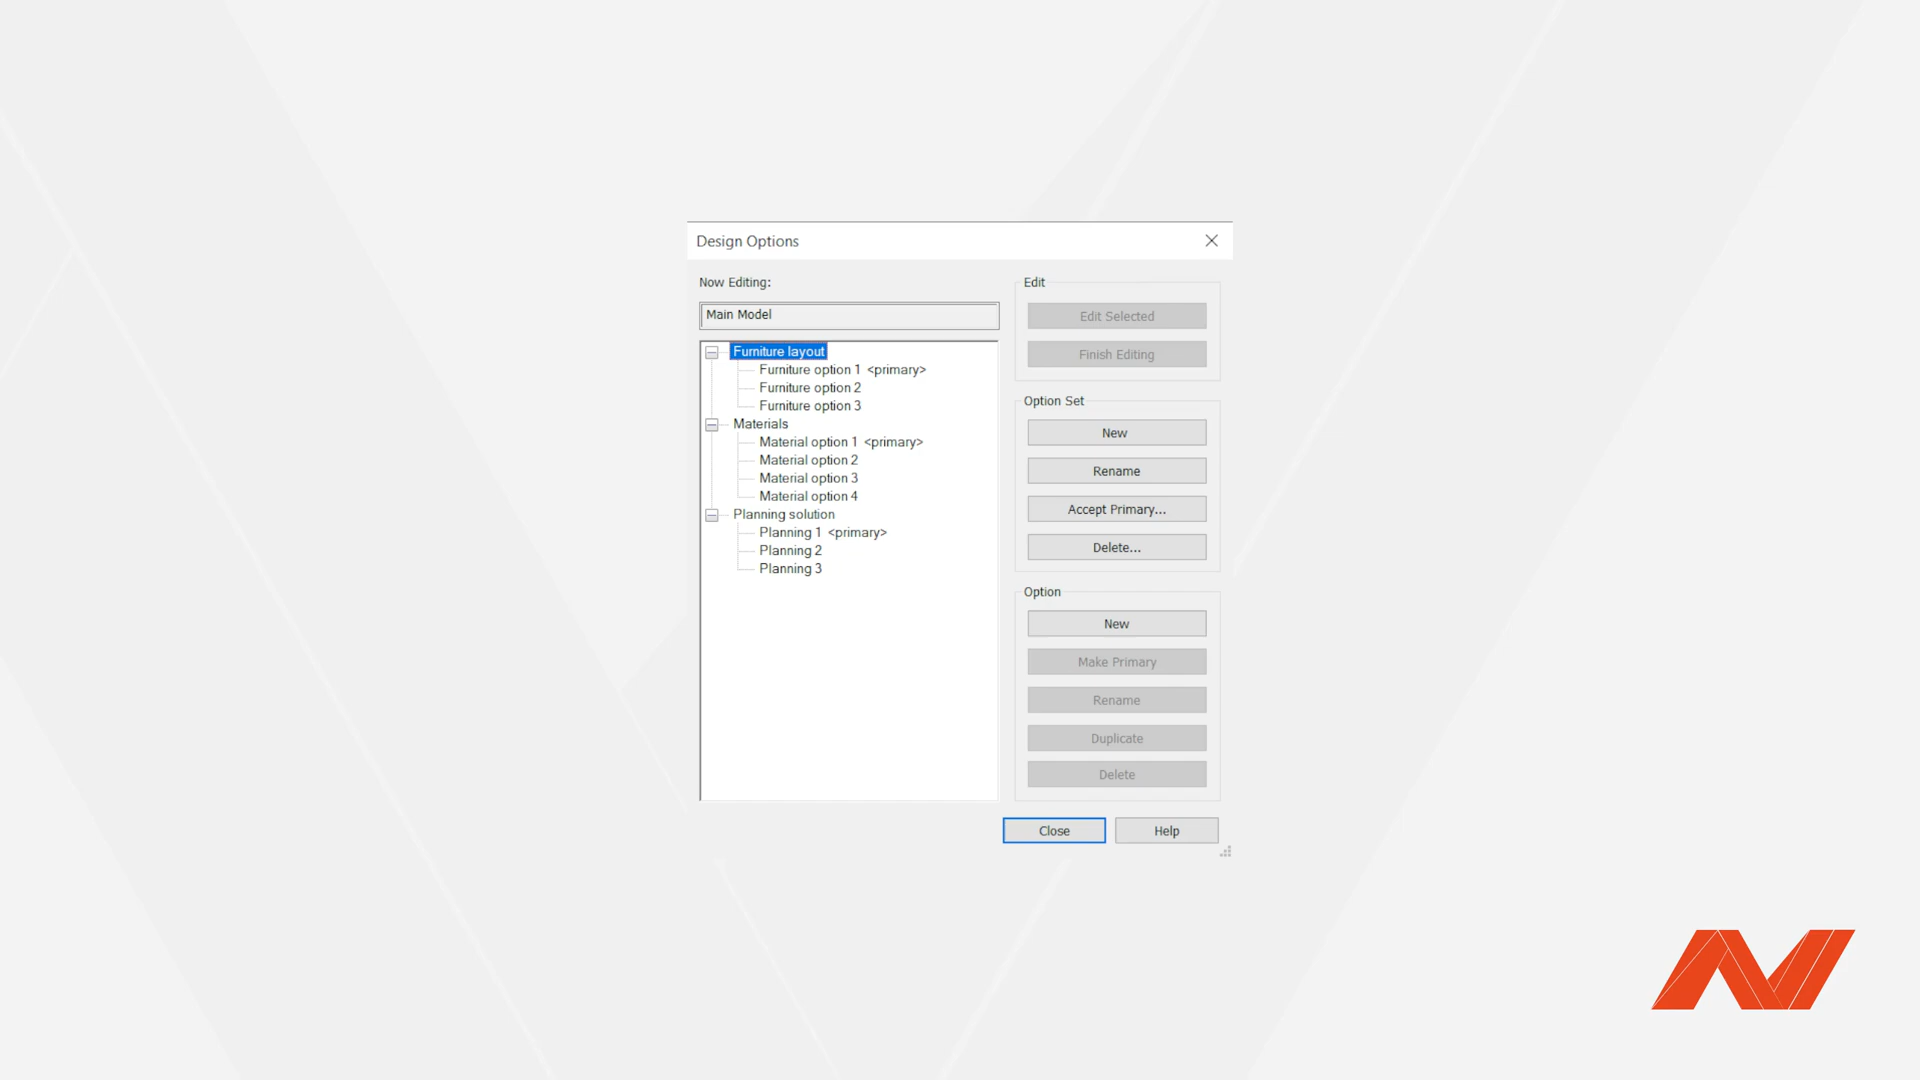 Design Options
Now Editing:
Main Model
Furniture layout
Furniture option 1 <primary>
Furniture option 2
Furniture option 3
Materials
Material option 1 <primary>
Material option 2
Material option 3
Material option 4
Planning solution
Planning 1 <primary>
Planning 2
Planning 3
Edit
Edit Selected
Finish Editing
Option Set
New
Rename
Accept Primary...
Delete...
Option
New
Make Primary
Rename
Duplicate
Delete
Close
Help